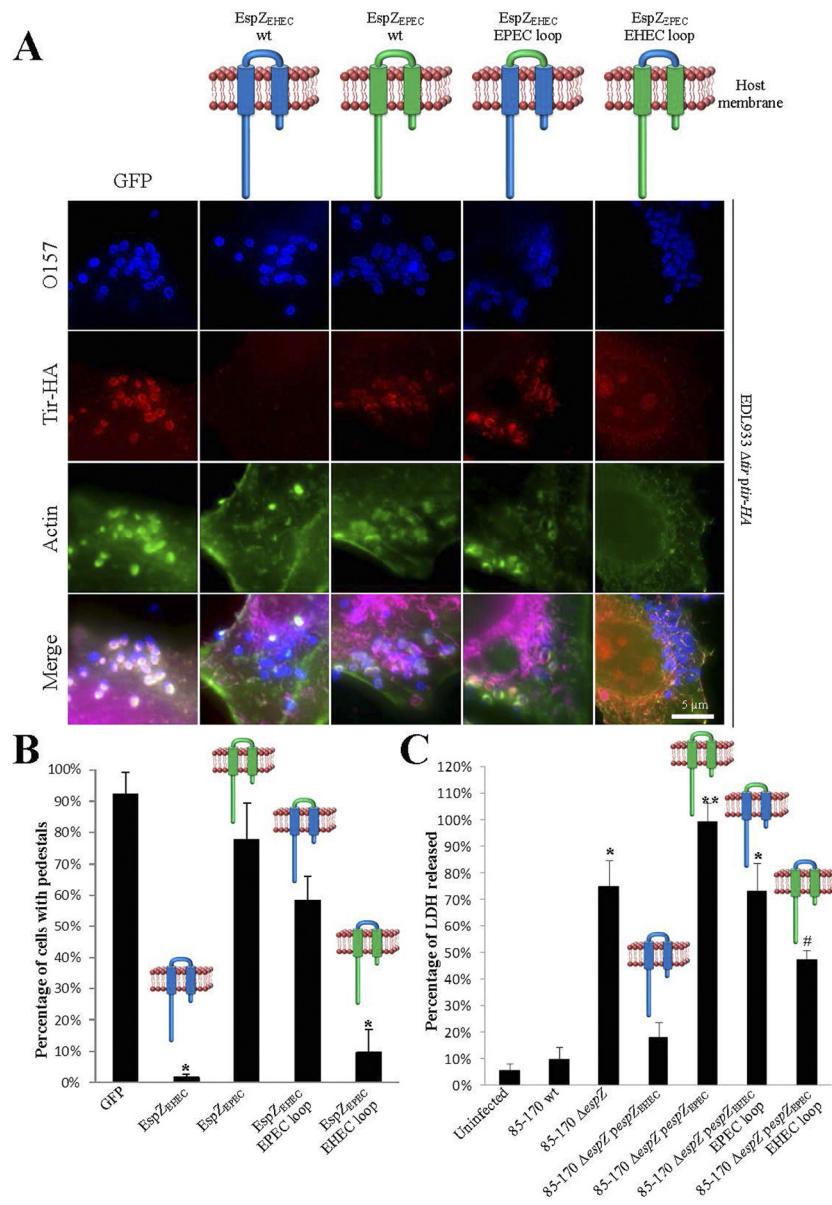 A
EspZEHEC
wt
EspZEPEC
wt
EspZEHEC
EPEC loop
EspZEPEC
EHEC loop
Host
membrane
GFP
O157
Tir-HA
Actin
Merge
EDL933 Δtir ptir-HA
5 μm
B
Percentage of cells with pedestals
100%
90%
80%
70%
60%
50%
40%
30%
20%
10%
0%
*
*
GFP
EspZEHEC
EspZEPEC
EspZEHEC
EPEC loop
EspZEPEC
EHEC loop
C
Percentage of LDH released
120%
110%
100%
90%
80%
70%
60%
50%
40%
30%
20%
10%
0%
*
**
*
#
Uninfected
85-170 wt
85-170 ΔespZ
85-170 ΔespZ pespZEHEC
85-170 ΔespZ pespZEPEC
85-170 ΔespZ pespZEHEC
EPEC loop
85-170 ΔespZ pespZEPEC
EHEC loop